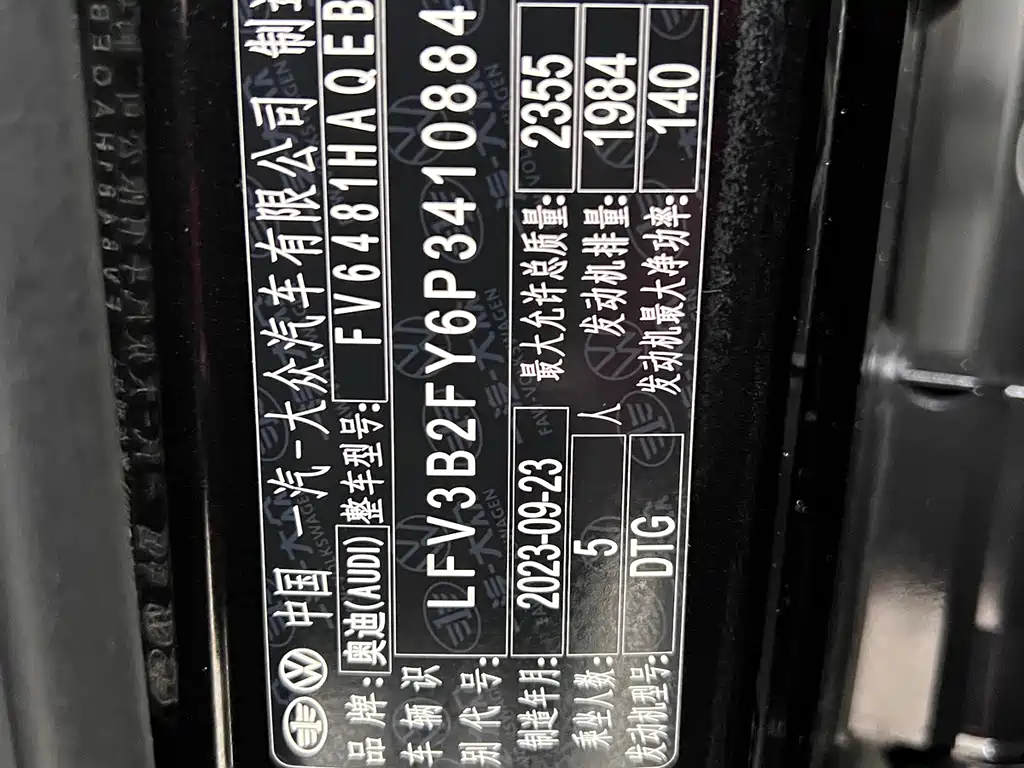 中国 一汽-大众汽车有限公司 制造
品牌: 奥迪(AUDI) 整车型号: FV6481HAQEB
车辆识别代号: LFV3B2FY6P3410884
制造年月: 2023-09-23 最大允许总质量: 2355
乘坐人数: 5 人 发动机排量: 1984
发动机型号: DTG 发动机最大净功率: 140